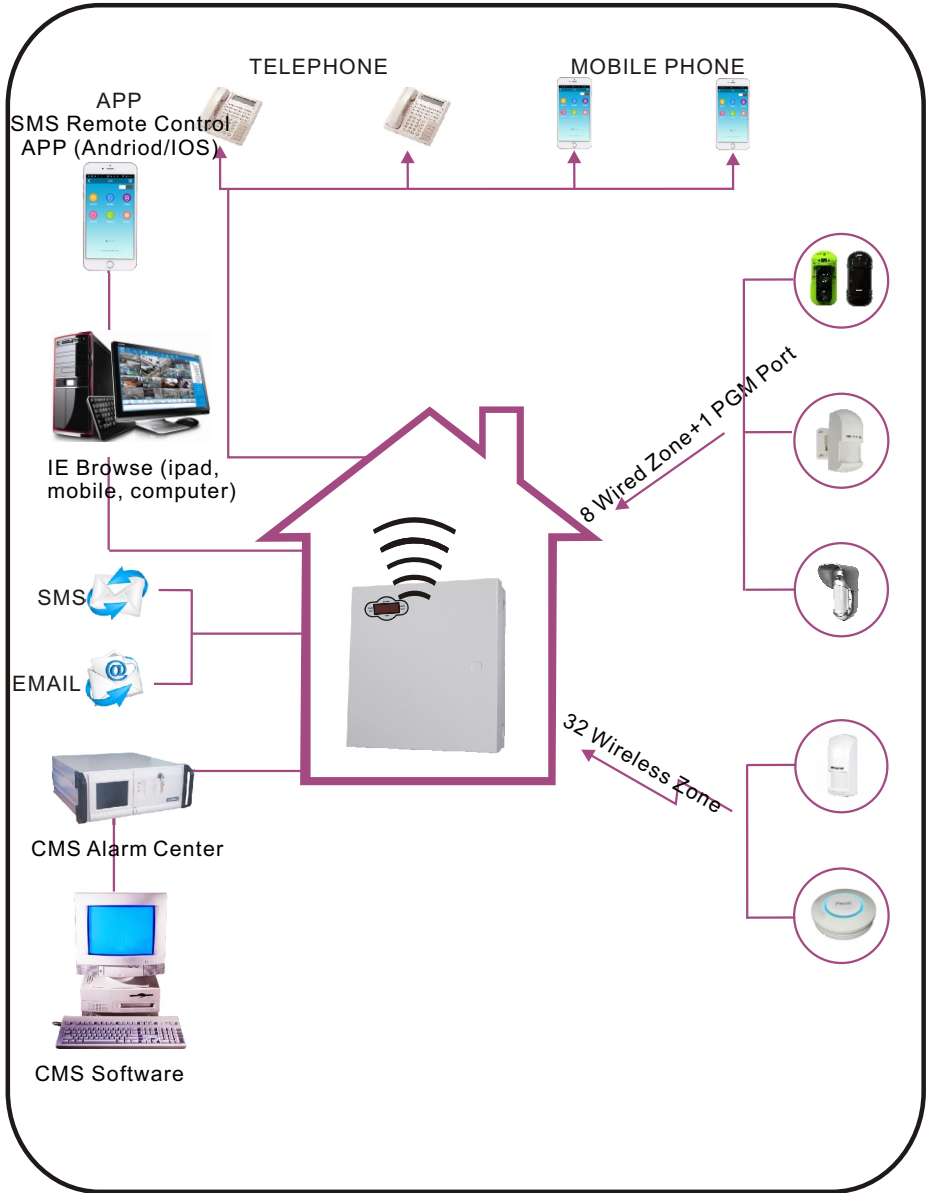 TELEPHONE
MOBILE PHONE
APP
SMS Remote Control
APP (Andriod/IOS)
8 Wired Zone+1 PGM Port
IE Browse (ipad,
mobile, computer)
SMS
EMAIL
32 Wireless Zone
CMS Alarm Center
CMS Software